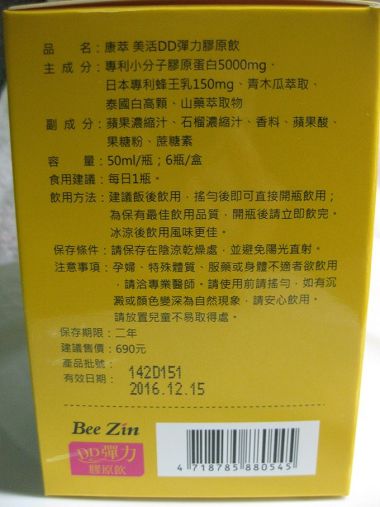 品　　名：康萃 美活DD彈力膠原飲
主 成 分：專利小分子膠原蛋白5000mg、
日本專利蜂王乳150mg、青木瓜萃取、
泰國白高顆、山藥萃取物
副 成 分：蘋果濃縮汁、石榴濃縮汁、香料、蘋果酸、
果糖粉、蔗糖素
容　　量：50ml/瓶；6瓶/盒
食用建議：每日1瓶。
飲用方法：建議飯後飲用，搖勻後即可直接開瓶飲用；
為保有最佳飲用品質，開瓶後請立即飲完。
冰涼後飲用風味更佳。
保存條件：請保存在陰涼乾燥處，並避免陽光直射。
注意事項：孕婦、特殊體質、服藥或身體不適者欲飲用
，請洽專業醫師。請使用前請搖勻，如有沉
澱或顏色變深為自然現象，請安心飲用。
請放置兒童不易取得處。
保存期限：二年
建議售價：690元
產品批號：
142D151
有效日期：
2016.12.15
Bee Zin
DD彈力
膠原飲
4 718785 880545